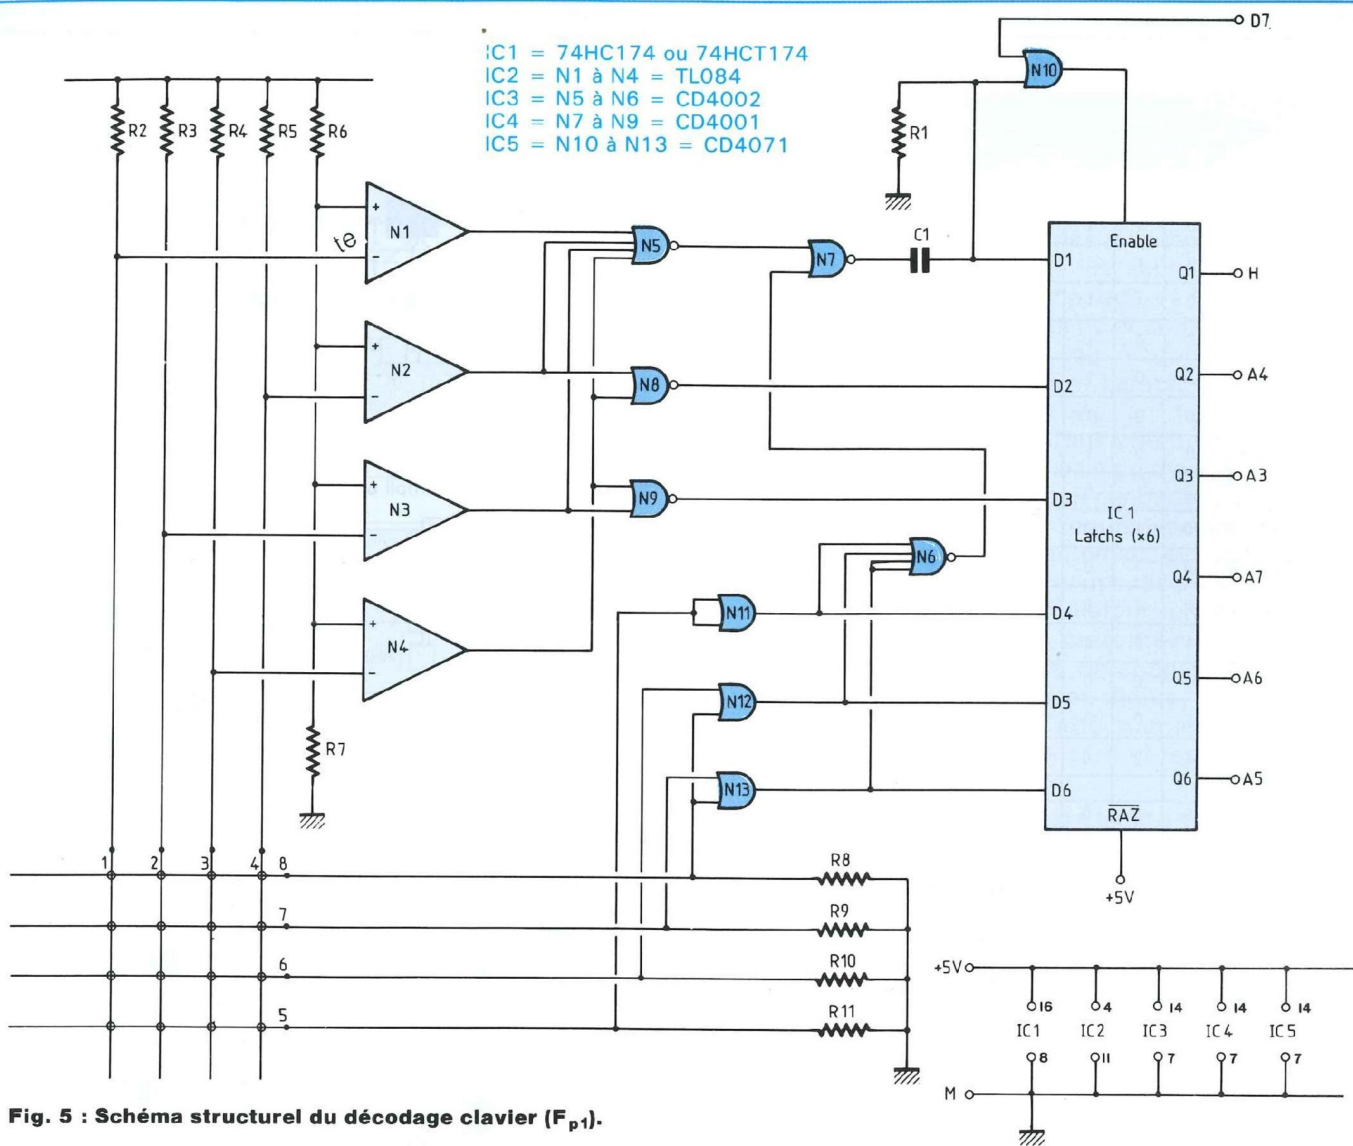 IC1 = 74HC174 ou 74HCT174
IC2 = N1 à N4 = TL084
IC3 = N5 à N6 = CD4002
IC4 = N7 à N9 = CD4001
IC5 = N10 à N13 = CD4071
D7
N10
R2
R3
R4
R5
R6
R1
N1
+
−
te
N5
N7
C1
Enable
D1
Q1
H
N2
+
−
N8
D2
Q2
A4
N3
+
−
N9
D3
Q3
A3
IC1
Latchs (×6)
N6
N4
+
−
N11
D4
Q4
A7
N12
D5
Q5
A6
R7
N13
D6
Q6
A5
RAZ
+5V
1
2
3
4
8
R8
7
R9
6
R10
5
R11
+5V
16
4
14
14
14
IC1
IC2
IC3
IC4
IC5
8
11
7
7
7
M
Fig. 5 : Schéma structurel du décodage clavier (Fp1).